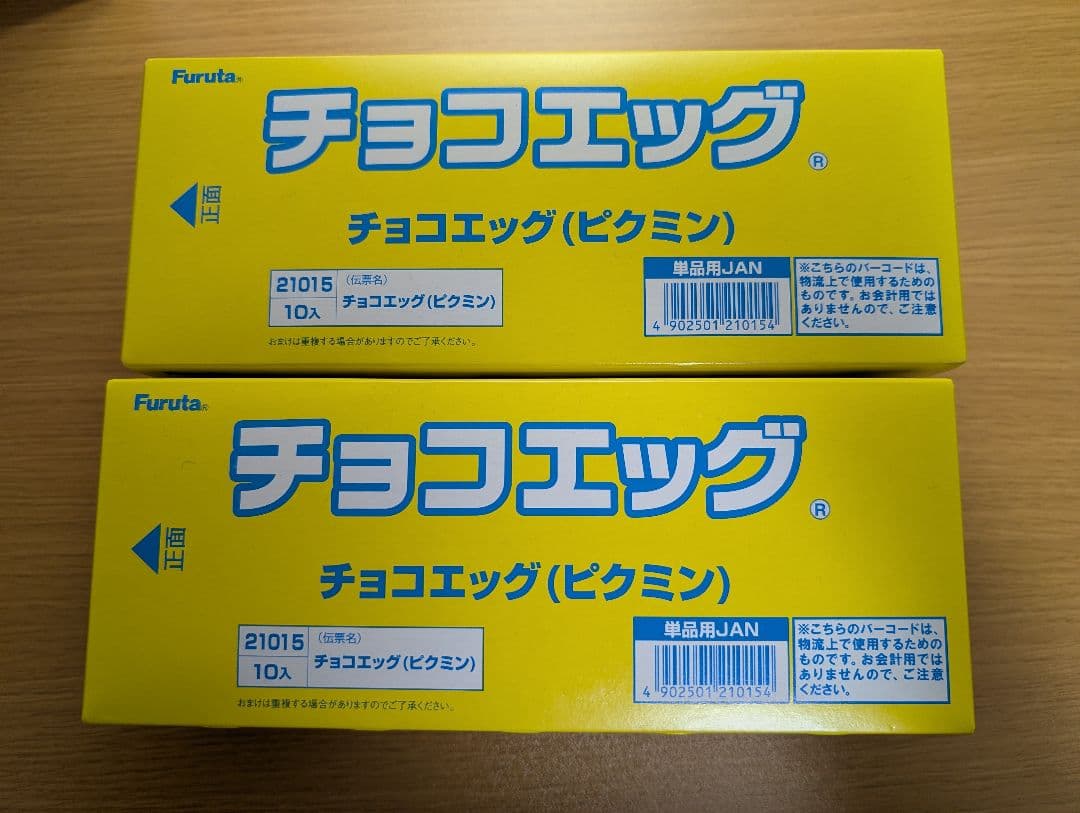 Furuta®
チョコエッグ®
正面
チョコエッグ(ピクミン)
21015
10入
(伝票名)
チョコエッグ(ピクミン)
おまけは重複する場合がありますのでご了承ください。
単品用JAN
4 902501 210154
※こちらのバーコードは、
物流上で使用するための
ものです。お会計用では
ありませんので、ご注意
ください。
Furuta®
チョコエッグ®
正面
チョコエッグ(ピクミン)
21015
10入
(伝票名)
チョコエッグ(ピクミン)
おまけは重複する場合がありますのでご了承ください。
単品用JAN
4 902501 210154
※こちらのバーコードは、
物流上で使用するための
ものです。お会計用では
ありませんので、ご注意
ください。